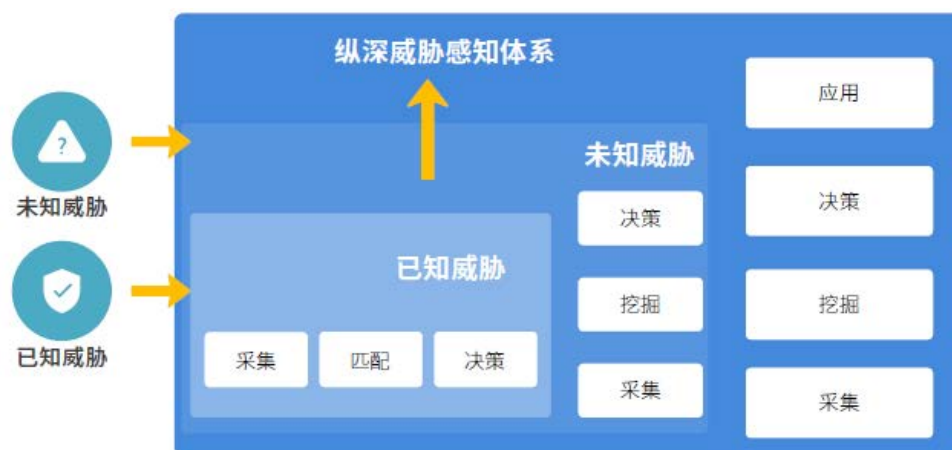 纵深威胁感知体系
应用
未知威胁
未知威胁
决策
决策
已知威胁
挖掘
挖掘
已知威胁
采集
匹配
决策
采集
采集